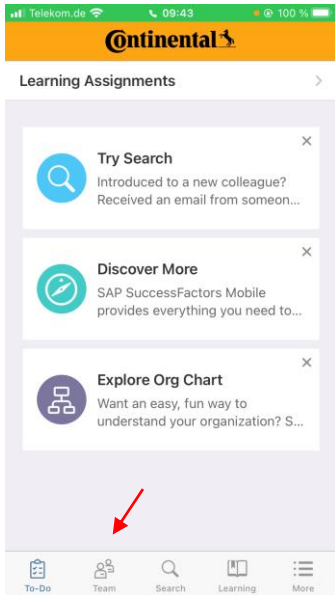 Telekom.de 09:43 100 %
Continental
Learning Assignments
Try Search
Introduced to a new colleague?
Received an email from someon...
Discover More
SAP SuccessFactors Mobile
provides everything you need to...
Explore Org Chart
Want an easy, fun way to
understand your organization? S...
To-Do Team Search Learning More